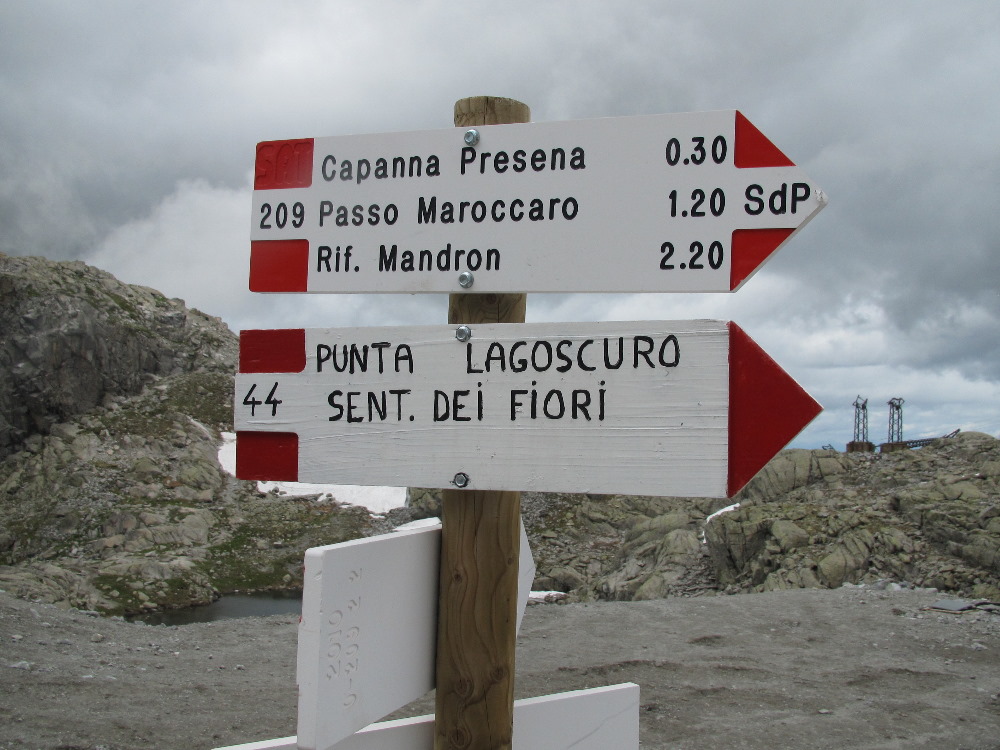 SAT
Capanna Presena 0.30
209 Passo Maroccaro 1.20 SdP
Rif. Mandron 2.20
PUNTA LAGOSCURO
44 SENT. DEi FiORi
2010